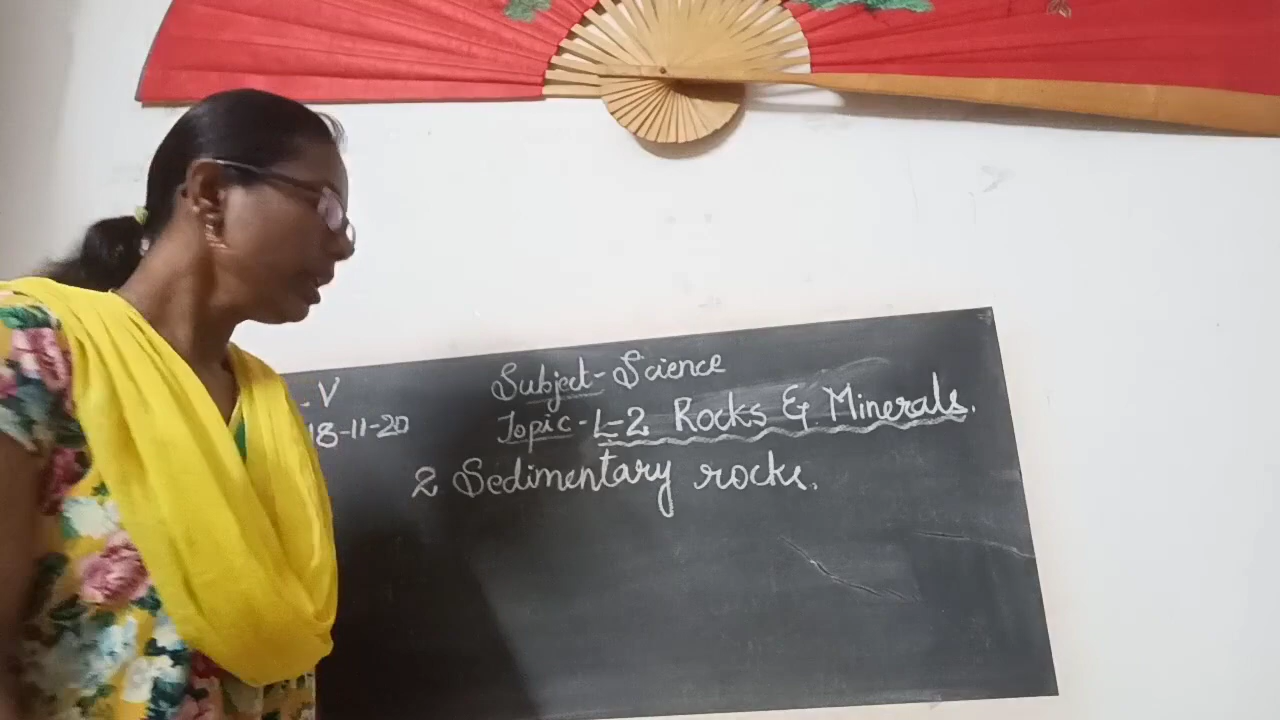 - V
Subject-Science
18-11-20
Topic-L-2 Rocks & Minerals.
2 Sedimentary rocks.